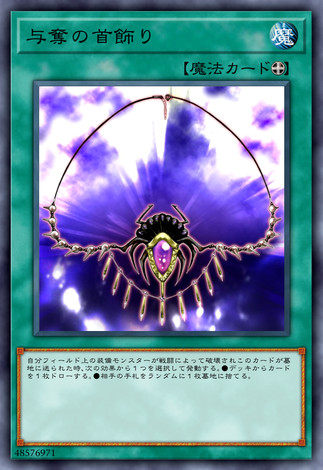 与奪の首飾り
魔
【魔法カード】
自分フィールド上の装備モンスターが戦闘によって破壊されこのカードが墓
地に送られた時、次の効果から1つを選択して発動する。●デッキからカード
を1枚ドローする。●相手の手札をランダムに1枚墓地に捨てる。
48576971